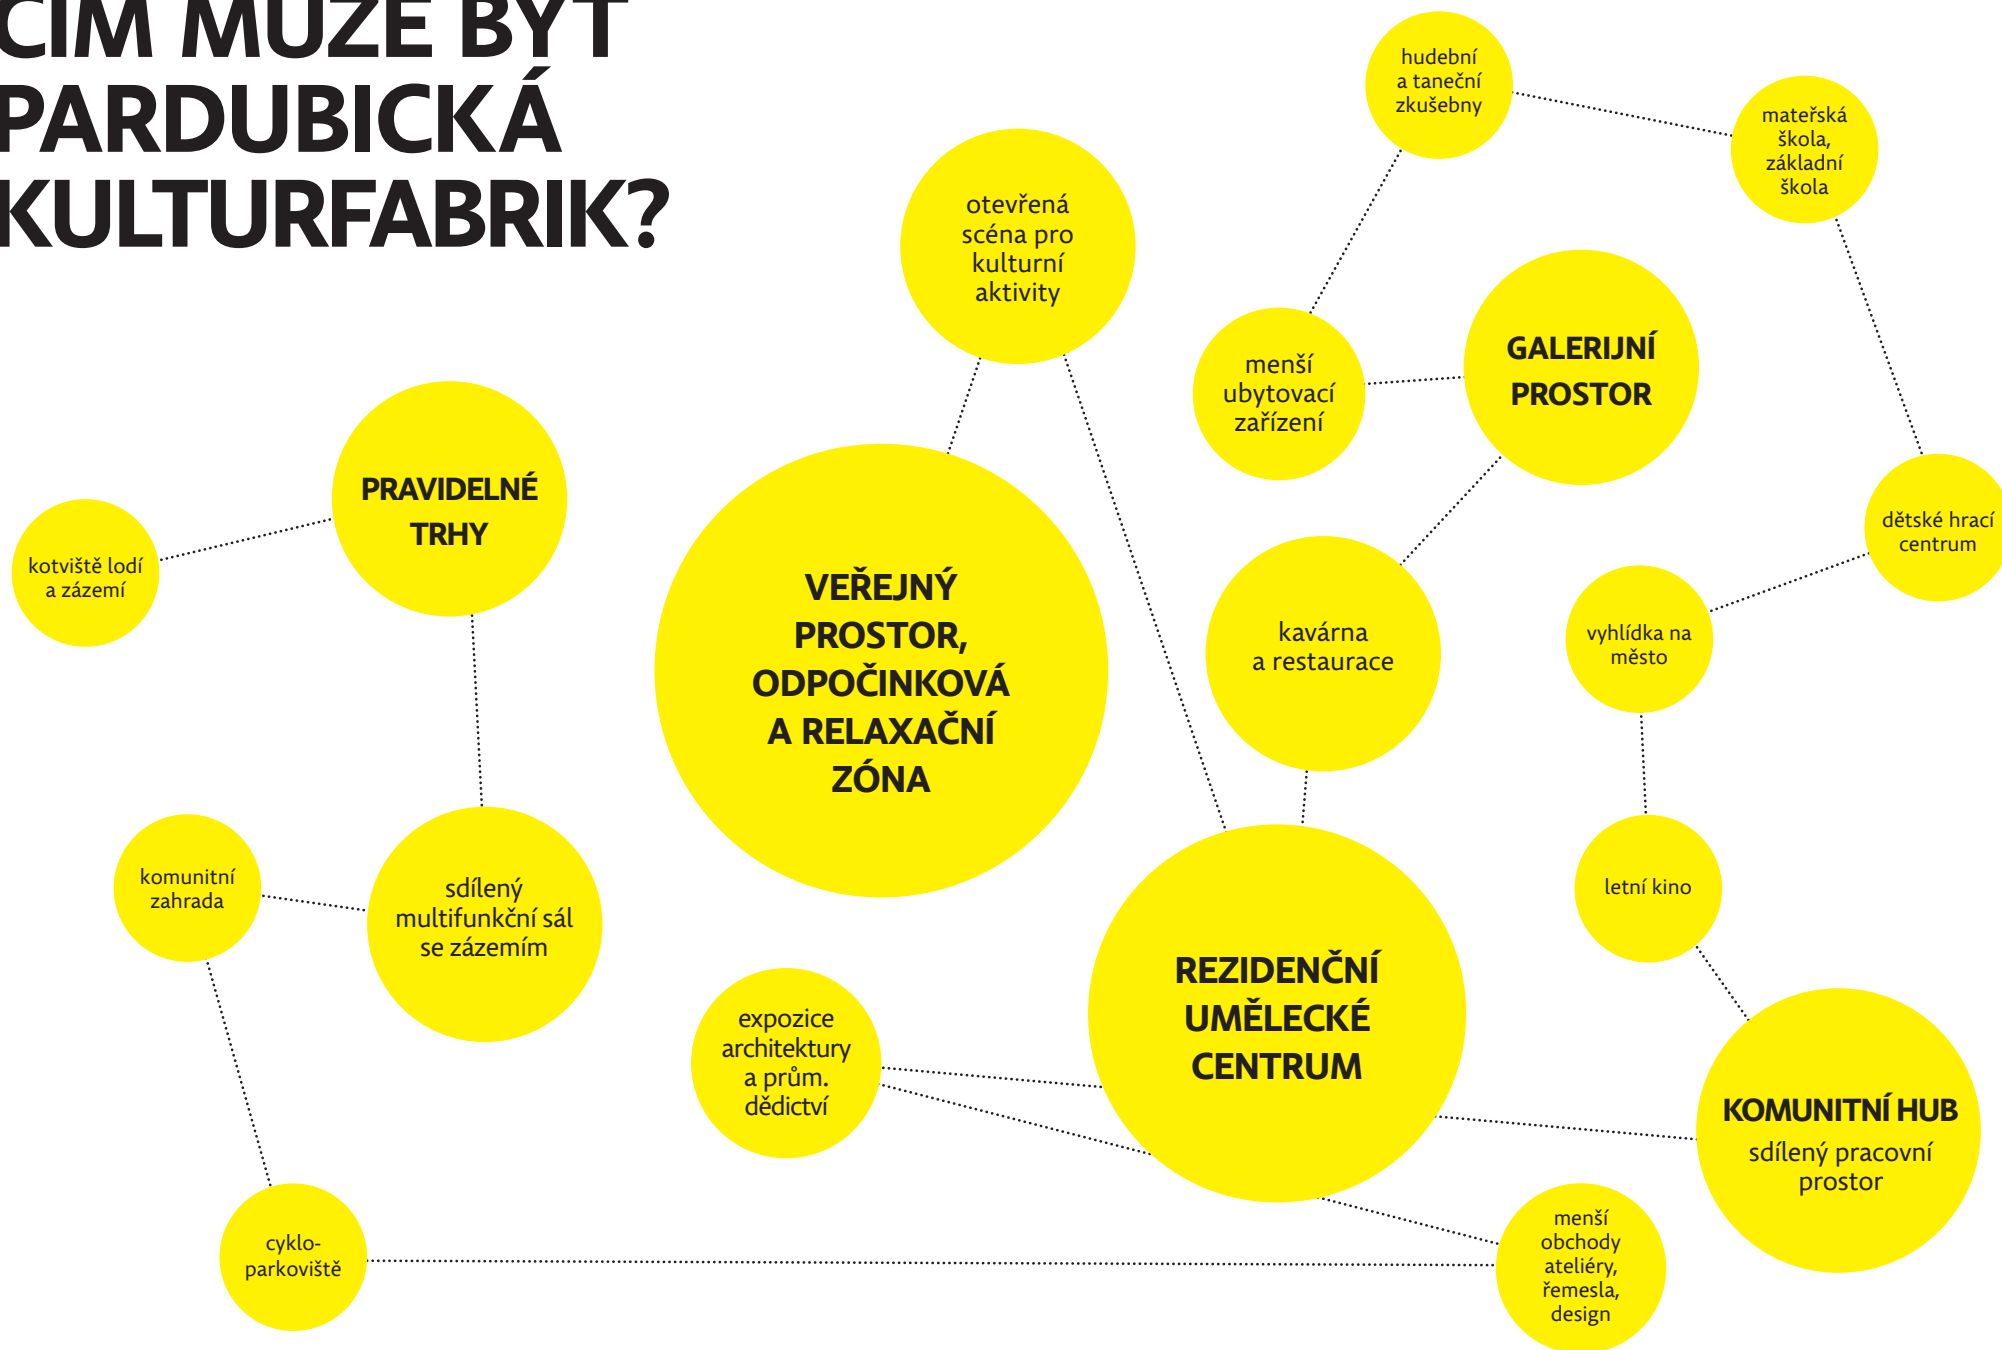 ČÍM MŮŽE BÝT
PARDUBICKÁ
KULTURFABRIK?
hudební
a taneční
zkušebny
mateřská
škola,
základní
škola
otevřená
scéna pro
kulturní
aktivity
GALERIJNÍ
PROSTOR
menší
ubytovací
zařízení
PRAVIDELNÉ
TRHY
kotviště lodí
a zázemí
dětské hrací
centrum
VEŘEJNÝ
PROSTOR,
ODPOČINKOVÁ
A RELAXAČNÍ
ZÓNA
kavárna
a restaurace
vyhlídka na
město
komunitní
zahrada
sdílený
multifunkční sál
se zázemím
letní kino
REZIDENČNÍ
UMĚLECKÉ
CENTRUM
expozice
architektury
a prům.
dědictví
KOMUNITNÍ HUB
sdílený pracovní
prostor
cyklo-
parkoviště
menší
obchody
ateliéry,
řemesla,
design